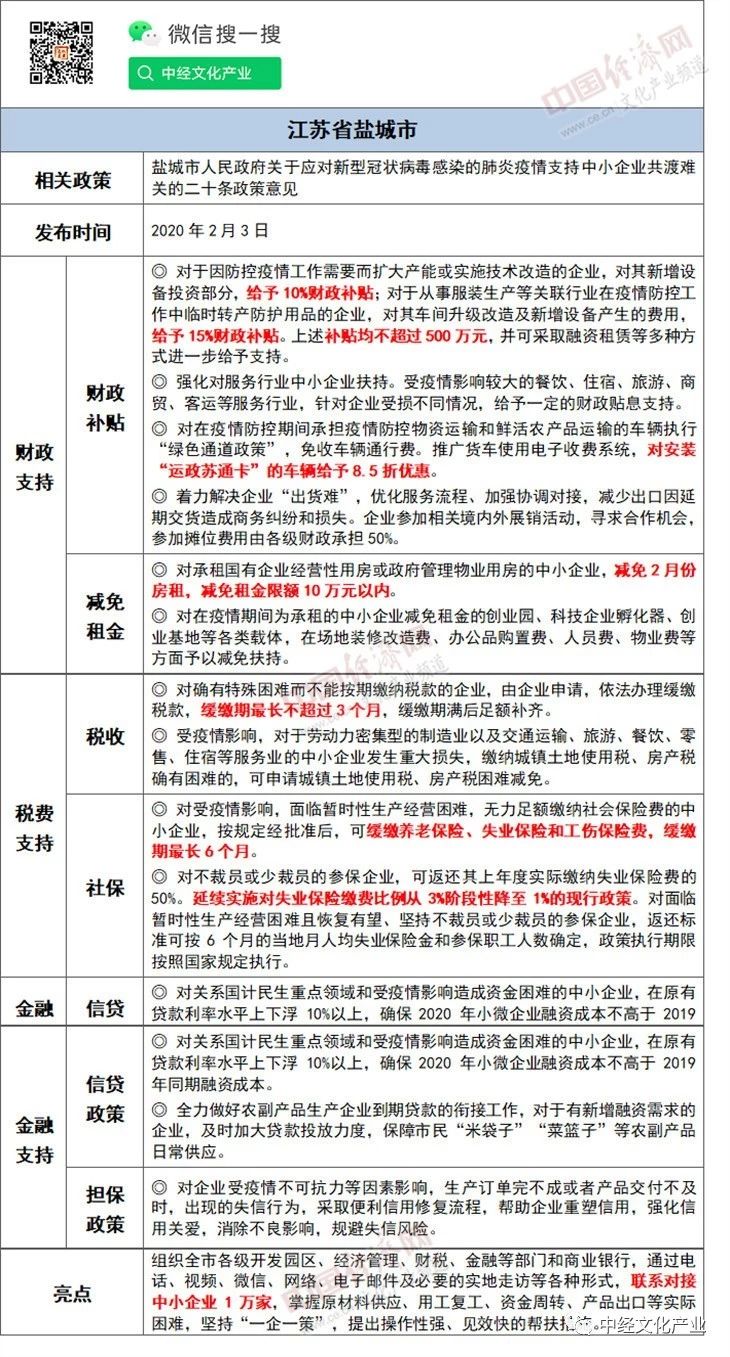 微信搜一搜
中经文化产业
中国经济网
www.ce.cn 文化产业频道
江苏省盐城市
相关政策
盐城市人民政府关于应对新型冠状病毒感染的肺炎疫情支持中小企业共渡难
关的二十条政策意见
发布时间
2020 年 2 月 3 日
财政
支持
财政
补贴
◎ 对于因防控疫情工作需要而扩大产能或实施技术改造的企业，对其新增设
备投资部分，给予 10%财政补贴；对于从事服装生产等关联行业在疫情防控工
作中临时转产防护用品的企业，对其车间升级改造及新增设备产生的费用，
给予 15%财政补贴。上述补贴均不超过 500 万元，并可采取融资租赁等多种方
式进一步给予支持。
◎ 强化对服务行业中小企业扶持。受疫情影响较大的餐饮、住宿、旅游、商
贸、客运等服务行业，针对企业受损不同情况，给予一定的财政贴息支持。
◎ 对在疫情防控期间承担疫情防控物资运输和鲜活农产品运输的车辆执行
“绿色通道政策”，免收车辆通行费。推广货车使用电子收费系统，对安装
“运政苏通卡”的车辆给予 8.5 折优惠。
◎ 着力解决企业“出货难”，优化服务流程、加强协调对接，减少出口因延
期交货造成商务纠纷和损失。企业参加相关境内外展销活动，寻求合作机会，
参加摊位费用由各级财政承担 50%。
减免
租金
◎ 对承租国有企业经营性用房或政府管理物业用房的中小企业，减免 2 月份
房租，减免租金限额 10 万元以内。
◎ 对在疫情期间为承租的中小企业减免租金的创业园、科技企业孵化器、创
业基地等各类载体，在场地装修改造费、办公品购置费、人员费、物业费等
方面予以减免扶持。
税费
支持
税收
◎ 对确有特殊困难而不能按期缴纳税款的企业，由企业申请，依法办理缓缴
税款，缓缴期最长不超过 3 个月，缓缴期满后足额补齐。
◎ 受疫情影响，对于劳动力密集型的制造业以及交通运输、旅游、餐饮、零
售、住宿等服务业的中小企业发生重大损失，缴纳城镇土地使用税、房产税
确有困难的，可申请城镇土地使用税、房产税困难减免。
社保
◎ 对受疫情影响，面临暂时性生产经营困难，无力足额缴纳社会保险费的中
小企业，按规定经批准后，可缓缴养老保险、失业保险和工伤保险费，缓缴
期最长 6 个月。
◎ 对不裁员或少裁员的参保企业，可返还其上年度实际缴纳失业保险费的
50%。延续实施对失业保险缴费比例从 3%阶段性降至 1%的现行政策。对面临
暂时性生产经营困难且恢复有望、坚持不裁员或少裁员的参保企业，返还标
准可按 6 个月的当地月人均失业保险金和参保职工人数确定，政策执行期限
按照国家规定执行。
金融
信贷
◎ 对关系国计民生重点领域和受疫情影响造成资金困难的中小企业，在原有
贷款利率水平上下浮 10%以上，确保 2020 年小微企业融资成本不高于 2019
金融
支持
信贷
政策
◎ 对关系国计民生重点领域和受疫情影响造成资金困难的中小企业，在原有
贷款利率水平上下浮 10%以上，确保 2020 年小微企业融资成本不高于 2019
年同期融资成本。
◎ 全力做好农副产品生产企业到期贷款的衔接工作，对于有新增融资需求的
企业，及时加大贷款投放力度，保障市民“米袋子”“菜篮子”等农副产品
日常供应。
担保
政策
◎ 对企业受疫情不可抗力等因素影响，生产订单完不成或者产品交付不及
时，出现的失信行为，采取便利信用修复流程，帮助企业重塑信用，强化信
用关爱，消除不良影响，规避失信风险。
亮点
组织全市各级开发园区、经济管理、财税、金融等部门和商业银行，通过电
话、视频、微信、网络、电子邮件及必要的实地走访等各种形式，联系对接
中小企业 1 万家，掌握原材料供应、用工复工、资金周转、产品出口等实际
困难，坚持“一企一策”，提出操作性强、见效快的帮扶措
中经文化产业